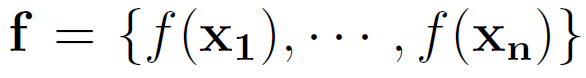 f = {f(x₁), · · · , f(xₙ)}